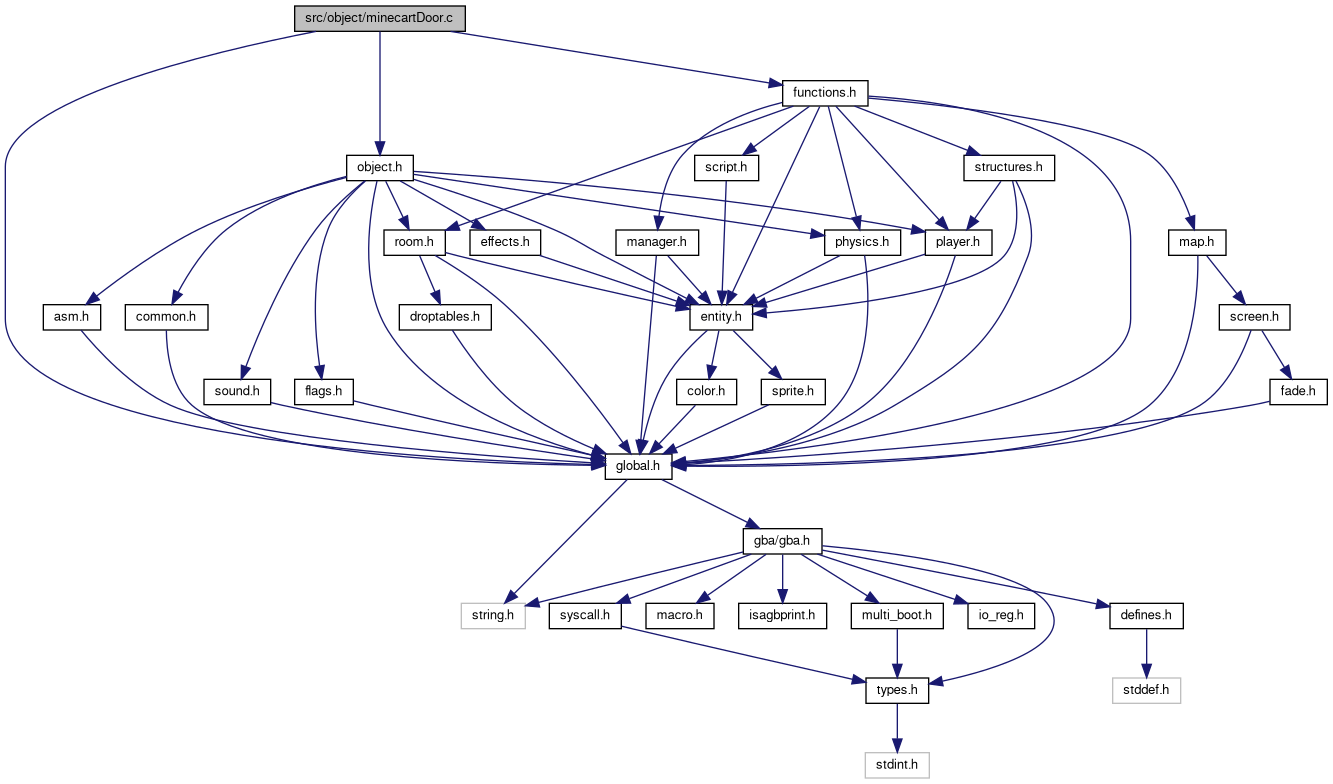 src/object/minecartDoor.c
functions.h
object.h
script.h
structures.h
room.h
effects.h
manager.h
physics.h
player.h
map.h
asm.h
common.h
droptables.h
entity.h
screen.h
sound.h
flags.h
color.h
sprite.h
fade.h
global.h
gba/gba.h
string.h
syscall.h
macro.h
isagbprint.h
multi_boot.h
io_reg.h
defines.h
types.h
stddef.h
stdint.h